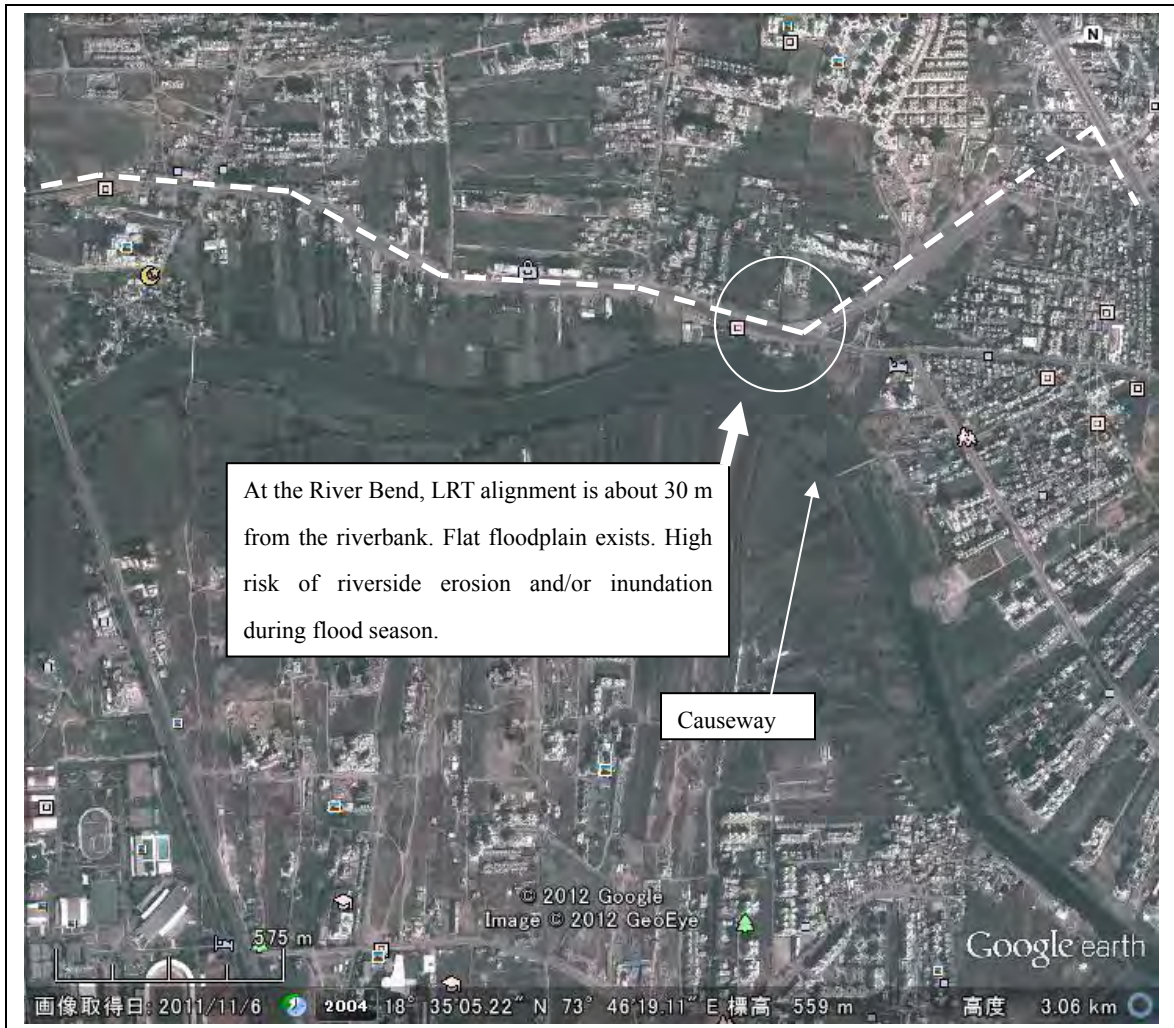 N
At the River Bend, LRT alignment is about 30 m
from the riverbank. Flat floodplain exists. High
risk of riverside erosion and/or inundation
during flood season.
Causeway
© 2012 Google
Image © 2012 GeoEye
Google earth
575 m
画像取得日: 2011/11/6 2004 18° 35'05.22" N 73° 46'19.11" E 標高 559 m 高度 3.06 km